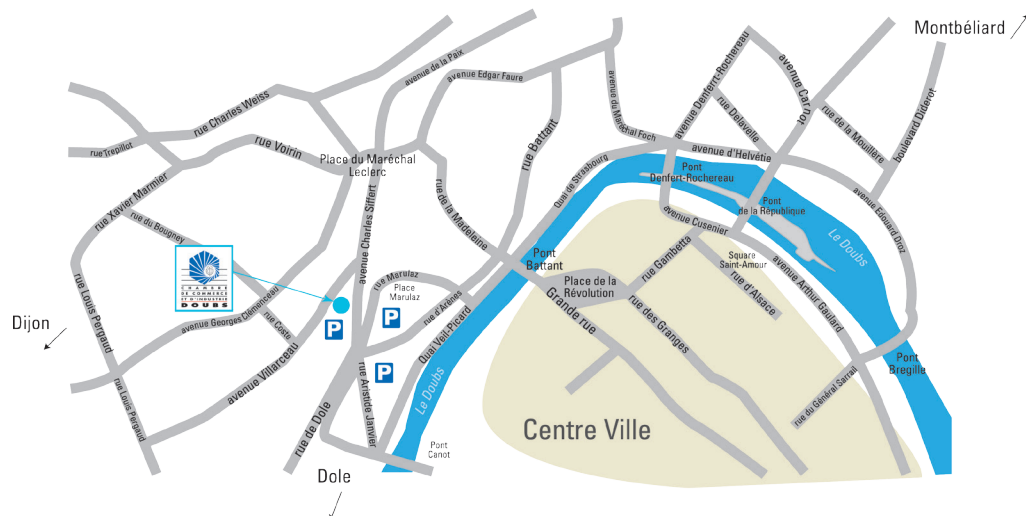 Montbéliard
avenue de la Paix
avenue Edgar Faure
rue Charles Weiss
rue Trepillot
rue Voirin
Place du Maréchal
Leclerc
rue Battant
avenue du Maréchal Foch
avenue Denfert-Rochereau
rue Delavelle
avenue Carnot
rue de la Mouillère
boulevard Diderot
avenue d'Helvétie
Quai de Strasbourg
Pont
Denfert-Rochereau
Pont
de la République
avenue Edouard Droz
Le Doubs
rue Xavier Marmier
rue du Bougney
avenue Charles Siffert
rue de la Madeleine
avenue Cusenier
CHAMBRE
DE COMMERCE
ET D'INDUSTRIE
DOUBS
rue Marulaz
Place
Marulaz
rue d'Arènes
Pont
Battant
Place de la
Révolution
rue Gambetta
Square
Saint-Amour
rue d'Alsace
avenue Arthur Gaulard
rue Louis Pergaud
avenue Georges Clémenceau
rue Coste
P
P
P
Quai Veil-Picard
Grande rue
rue des Granges
Dijon
avenue Villarceau
rue Aristide Janvier
Le Doubs
Pont
Bregille
rue du Général Sarrail
rue Louis Pergaud
rue de Dole
Pont
Canot
Centre Ville
Dole